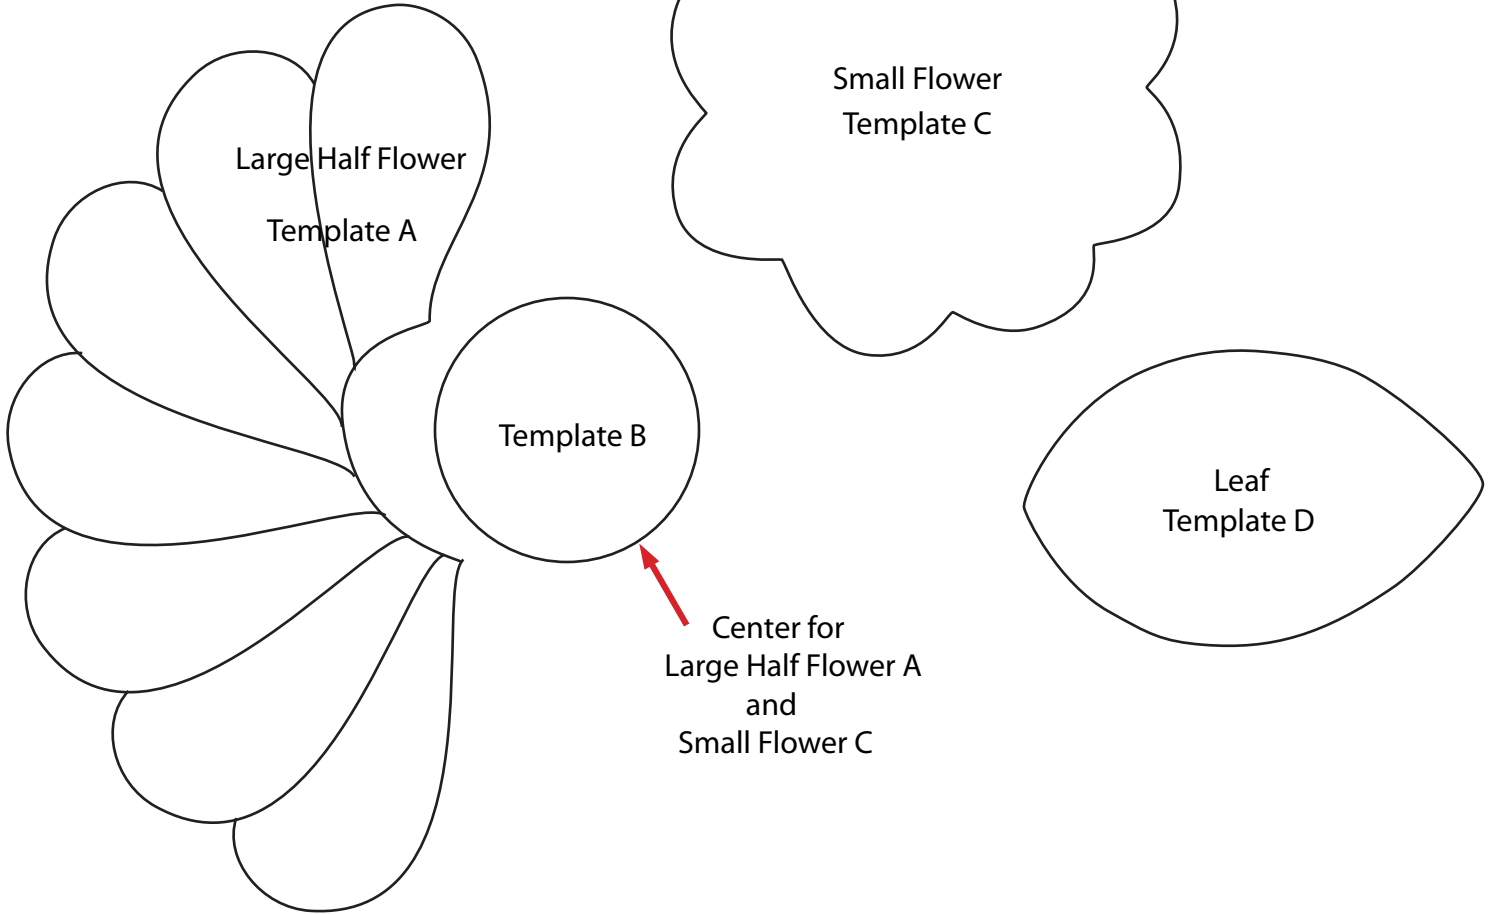 Small Flower
Template C
Large Half Flower
Template A
Template B
Leaf
Template D
Center for
Large Half Flower A
and
Small Flower C